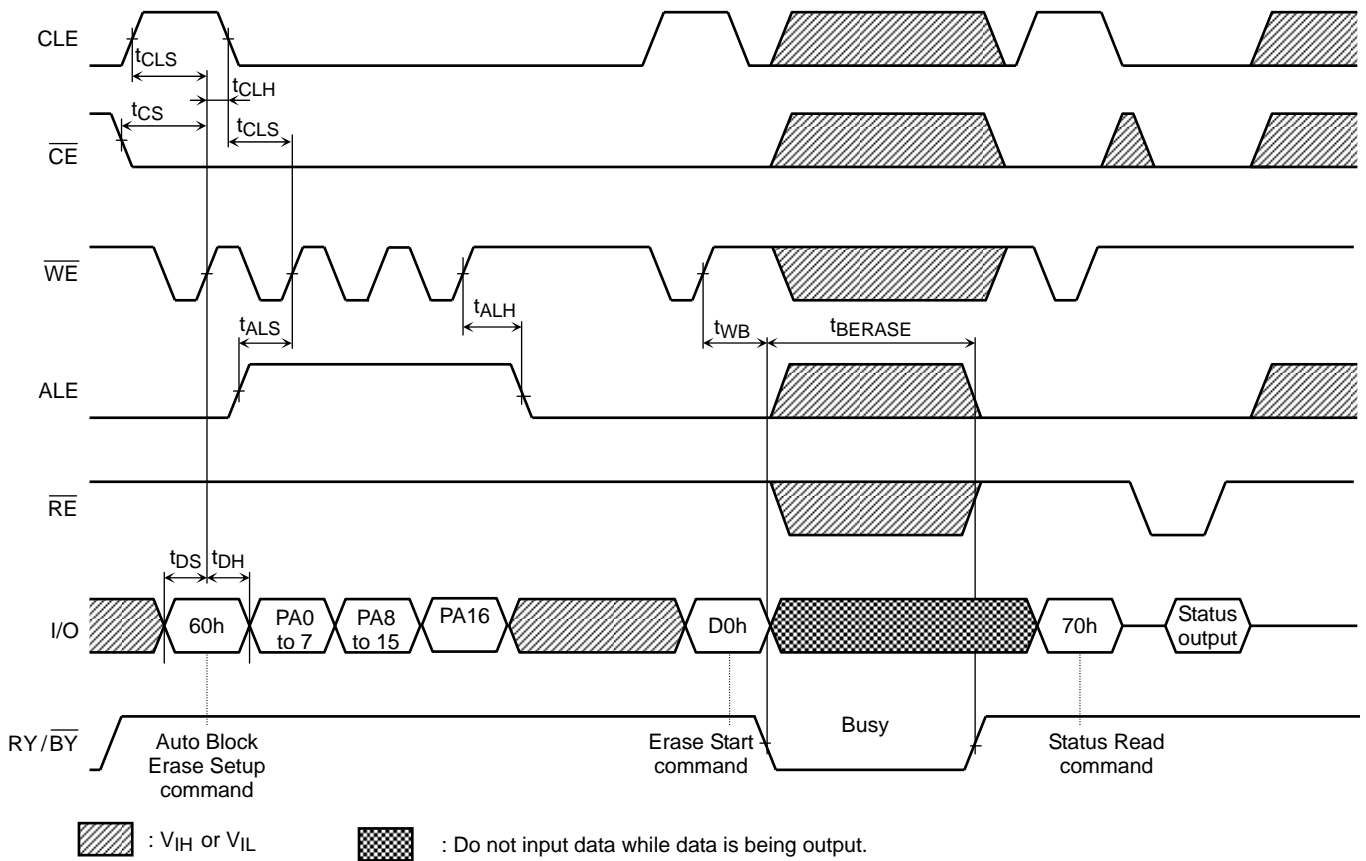 CLE
tCLS
tCLH
tCS
tCLS
CE
WE
tALS
tALH
tWB
tBERASE
ALE
RE
tDS
tDH
I/O
60h
PA0
to 7
PA8
to 15
PA16
D0h
70h
Status
output
RY/BY
Busy
Auto Block
Erase Setup
command
Erase Start
command
Status Read
command
: VIH or VIL
: Do not input data while data is being output.